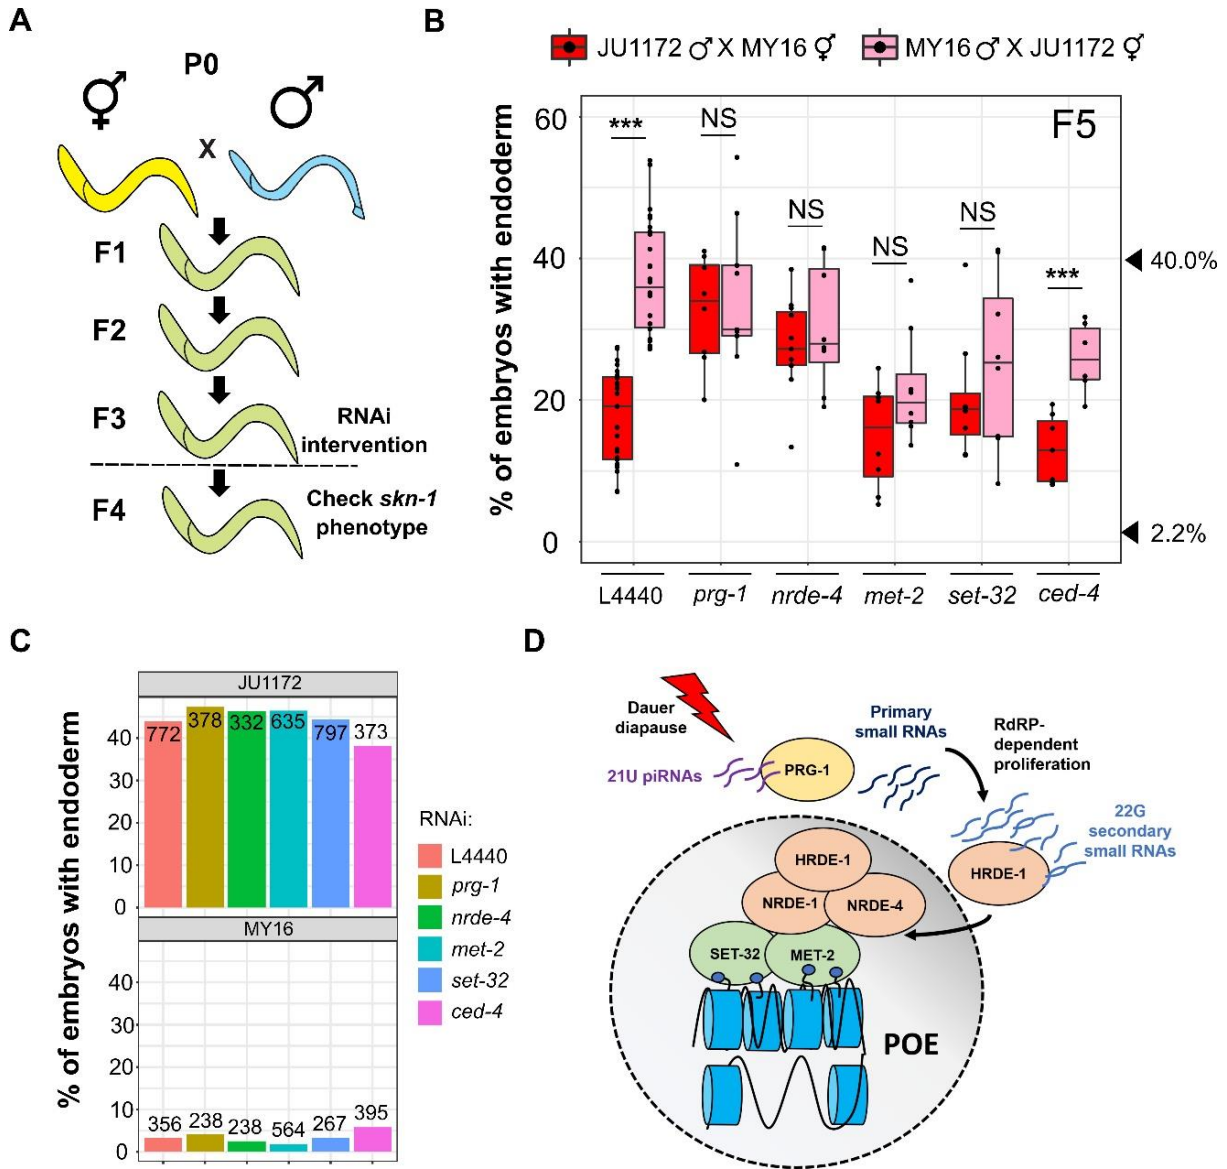 A
P0
X
F1
F2
F3
RNAi
intervention
F4
Check skn-1
phenotype
B
JU1172 ♂ X MY16 ⚥
MY16 ♂ X JU1172 ⚥
% of embryos with endoderm
60
40
20
0
F5
***
NS
NS
NS
NS
***
40.0%
2.2%
L4440
prg-1
nrde-4
met-2
set-32
ced-4
C
% of embryos with endoderm
JU1172
40
30
20
10
0
772
378
332
635
797
373
MY16
40
30
20
10
0
356
238
238
564
267
395
RNAi:
L4440
prg-1
nrde-4
met-2
set-32
ced-4
D
Dauer
diapause
21U piRNAs
PRG-1
Primary
small RNAs
RdRP-
dependent
proliferation
22G
secondary
small RNAs
HRDE-1
HRDE-1
NRDE-1
NRDE-4
SET-32
MET-2
POE